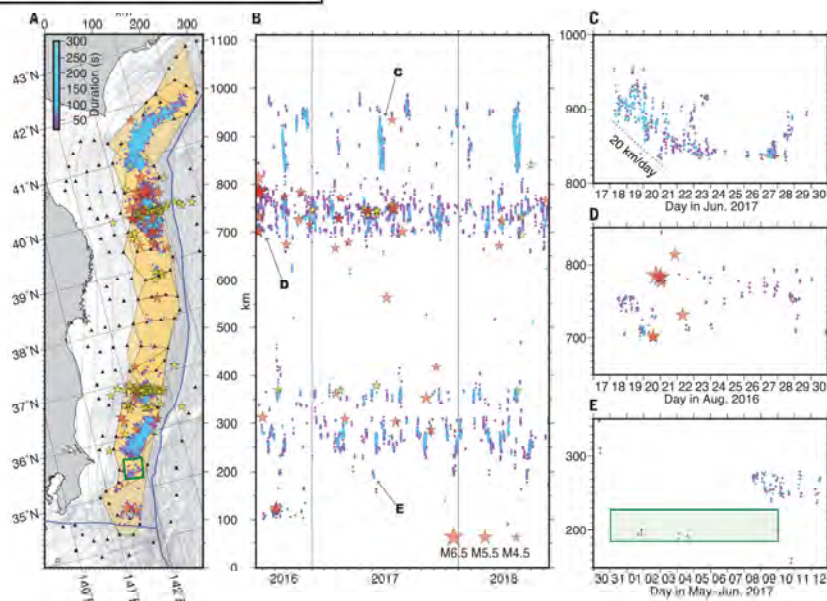 A
0 100 200 300
300
250
200
150
100
50
Duration (s)
43°N
42°N
41°N
40°N
39°N
38°N
37°N
36°N
35°N
B
1100
1000
900
800
700
600
500
400
300
200
100
0
km
C
D
E
M6.5 M5.5 M4.5
2016 2017 2018
C
1000
900
800
20 km/day
17 18 19 20 21 22 23 24 25 26 27 28 29 30
Day in Jun. 2017
D
800
700
17 18 19 20 21 22 23 24 25 26 27 28 29 30
Day in Aug. 2016
E
300
200
30 31 01 02 03 04 05 06 07 08 09 10 11 12
Day in May-Jun. 2017